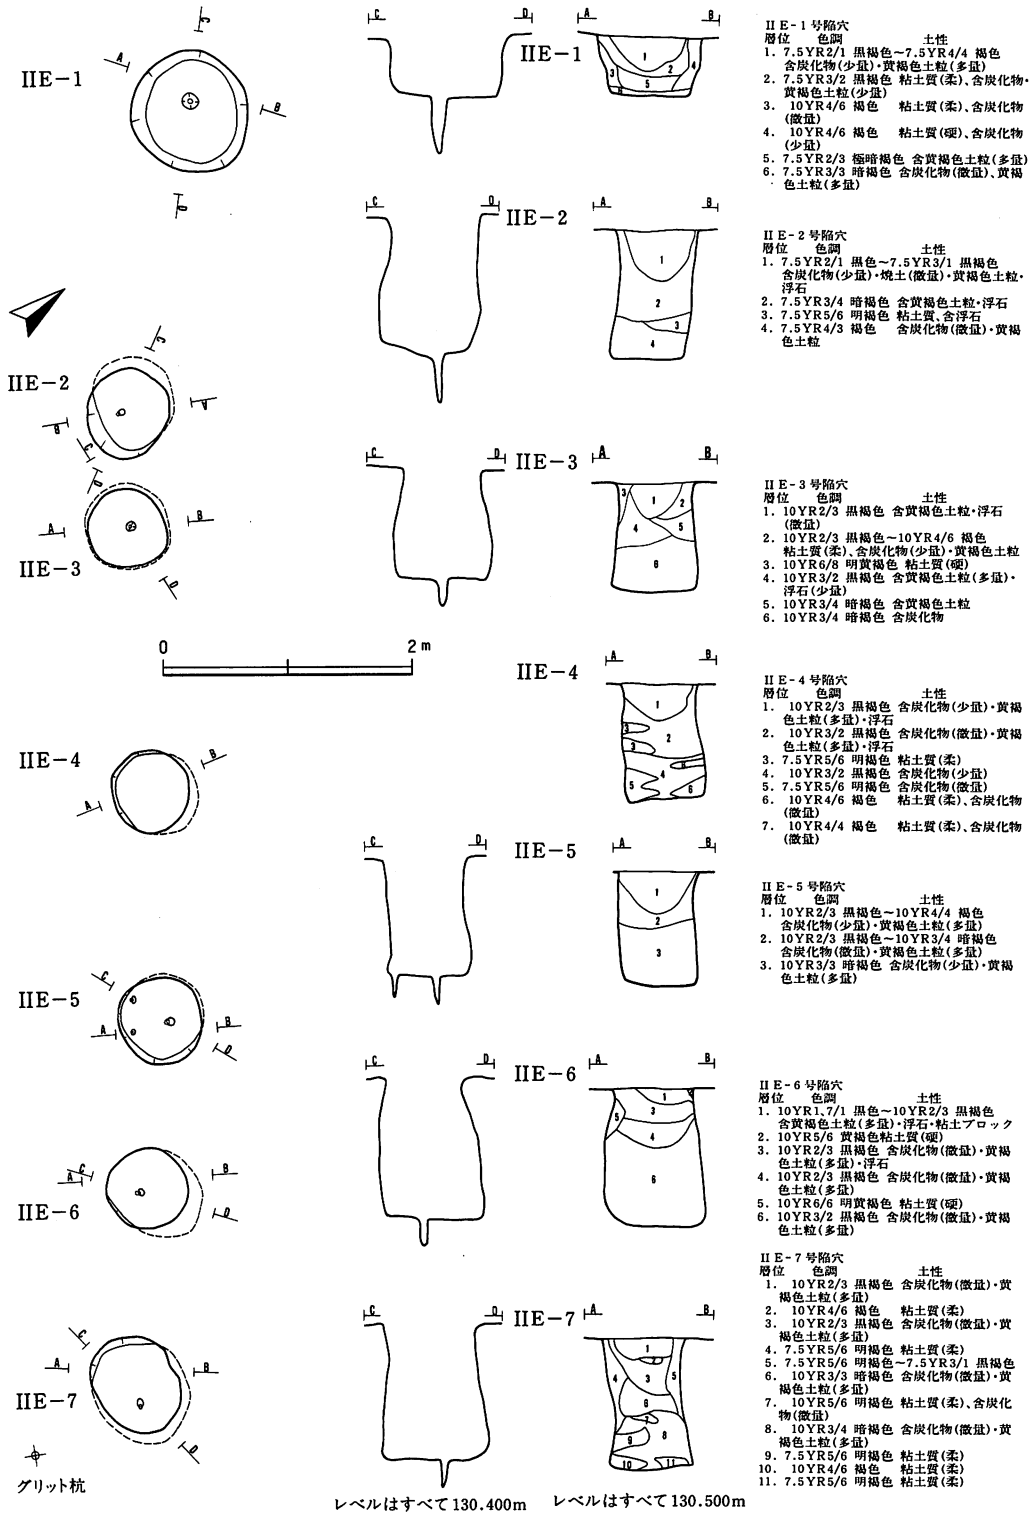 IIE-1
A
B
C
D
IIE-2
A
B
C
D
IIE-3
A
B
C
D
0 2m
IIE-4
A
B
IIE-5
A
B
C
D
IIE-6
A
B
C
D
IIE-7
A
B
C
D
グリット杭
C D IIE-1 A B
1 2 3 4 5 6
C D IIE-2 A B
1
2
3
4
C D IIE-3 A B
3 1 2
4 5
6
IIE-4 A B
1
2
3
3
6
4
5 6
C D IIE-5 A B
1
2
3
C D IIE-6 A B
1
3
5
4
6
C D IIE-7 A B
1
2
4 3 5
6
7
9 8
10 11
レベルはすべて130.400m レベルはすべて130.500m
II E-1号陥穴
層位 色調 土性
1. 7.5YR2/1 黒褐色〜7.5YR4/4 褐色
含炭化物(少量)・黄褐色土粒(多量)
2. 7.5YR3/2 黒褐色 粘土質(柔)、含炭化物・
黄褐色土粒(少量)
3. 10YR4/6 褐色 粘土質(柔)、含炭化物
(微量)
4. 10YR4/6 褐色 粘土質(硬)、含炭化物
(少量)
5. 7.5YR2/3 極暗褐色 含黄褐色土粒(多量)
6. 7.5YR3/3 暗褐色 含炭化物(微量)、黄褐
色土粒(多量)
II E-2号陥穴
層位 色調 土性
1. 7.5YR2/1 黒色〜7.5YR3/1 黒褐色
含炭化物(少量)・焼土(微量)・黄褐色土粒・
浮石
2. 7.5YR3/4 暗褐色 含黄褐色土粒・浮石
3. 7.5YR5/6 明褐色 粘土質、含浮石
4. 7.5YR4/3 褐色 含炭化物(微量)・黄褐
色土粒
II E-3号陥穴
層位 色調 土性
1. 10YR2/3 黒褐色 含黄褐色土粒・浮石
(微量)
2. 10YR2/3 黒褐色〜10YR4/6 褐色
粘土質(柔)、含炭化物(少量)・黄褐色土粒
3. 10YR6/8 明黄褐色 粘土質(硬)
4. 10YR3/2 黒褐色 含黄褐色土粒(多量)・
浮石(少量)
5. 10YR3/4 暗褐色 含黄褐色土粒
6. 10YR3/4 暗褐色 含炭化物
II E-4号陥穴
層位 色調 土性
1. 10YR2/3 黒褐色 含炭化物(少量)・黄褐
色土粒(多量)・浮石
2. 10YR3/2 黒褐色 含炭化物(微量)・黄褐
色土粒(多量)・浮石
3. 7.5YR5/6 明褐色 粘土質(柔)
4. 10YR3/2 黒褐色 含炭化物(少量)
5. 7.5YR5/6 明褐色 含炭化物(微量)
6. 10YR4/6 褐色 粘土質(柔)、含炭化物
(微量)
7. 10YR4/4 褐色 粘土質(柔)、含炭化物
(微量)
II E-5号陥穴
層位 色調 土性
1. 10YR2/3 黒褐色〜10YR4/4 褐色
含炭化物(少量)・黄褐色土粒(多量)
2. 10YR2/3 黒褐色〜10YR3/4 暗褐色
含炭化物(微量)・黄褐色土粒(多量)
3. 10YR3/3 暗褐色 含炭化物(少量)・黄褐
色土粒(多量)
II E-6号陥穴
層位 色調 土性
1. 10YR1.7/1 黒色〜10YR2/3 黒褐色
含黄褐色土粒(多量)・浮石・粘土ブロック
2. 10YR5/6 黄褐色粘土質(硬)
3. 10YR2/3 黒褐色 含炭化物(微量)・黄褐
色土粒(多量)・浮石
4. 10YR2/3 黒褐色 含炭化物(微量)・黄褐
色土粒(多量)
5. 10YR6/6 明黄褐色 粘土質(硬)
6. 10YR3/2 黒褐色 含炭化物(微量)・黄褐
色土粒(多量)
II E-7号陥穴
層位 色調 土性
1. 10YR2/3 黒褐色 含炭化物(微量)・黄
褐色土粒(多量)
2. 10YR4/6 褐色 粘土質(柔)
3. 10YR2/3 黒褐色 含炭化物(微量)・黄
褐色土粒(多量)
4. 7.5YR5/6 明褐色 粘土質(柔)
5. 7.5YR5/6 明褐色〜7.5YR3/1 黒褐色
6. 10YR3/3 暗褐色 含炭化物(微量)・黄
褐色土粒(多量)
7. 10YR5/6 明褐色 粘土質(柔)、含炭化
物(微量)
8. 10YR3/4 暗褐色 含炭化物(微量)・黄
褐色土粒(多量)
9. 7.5YR5/6 明褐色 粘土質(柔)
10. 10YR4/6 褐色 粘土質(柔)
11. 7.5YR5/6 明褐色 粘土質(柔)